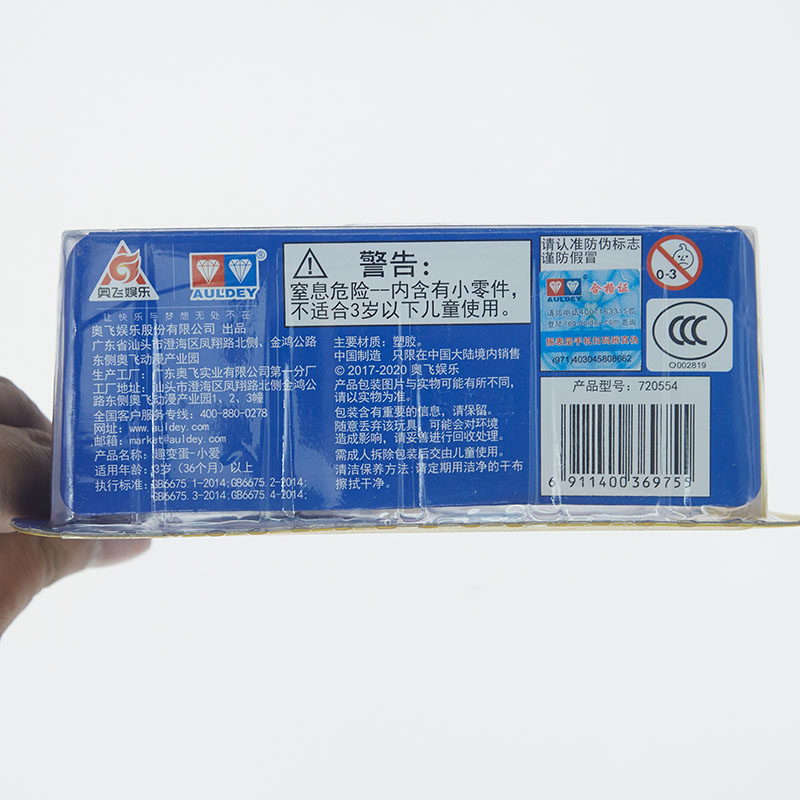 奥飞娱乐
AULDEY
®
让快乐与梦想无处不在
奥飞娱乐股份有限公司 出品
广东省汕头市澄海区凤翔路北侧、金鸿公路
东侧奥飞动漫产业园
生产工厂：广东奥飞实业有限公司第一分厂
工厂地址：汕头市澄海区凤翔路北侧金鸿公
路东侧奥飞动漫产业园1、2、3幢
全国客户服务专线：400-880-0278
网址：www.auldey.com
邮箱：market@auldey.com
产品名称：趣变蛋-小爱
适用年龄：3岁（36个月）以上
执行标准：GB6675.1-2014;GB6675.2-2014;
GB6675.3-2014;GB6675.4-2014;
警告：
窒息危险--内含有小零件，
不适合3岁以下儿童使用。
主要材质：塑胶。
中国制造 只限在中国大陆境内销售
© 2017-2020 奥飞娱乐
产品包装图片与实物可能有所不同，
请以实物为准。
包装含有重要的信息，请保留。
随意丢弃该玩具，可能会对环境
造成影响，请妥善进行回收处理。
需成人拆除包装后交由儿童使用。
清洁保养方法：请定期用洁净的干布
擦拭干净。
请认准防伪标志
谨防假冒
AULDEY
合格证
(971)403045808662
0-3
CCC
O002819
产品型号：720554
6 911400 369755